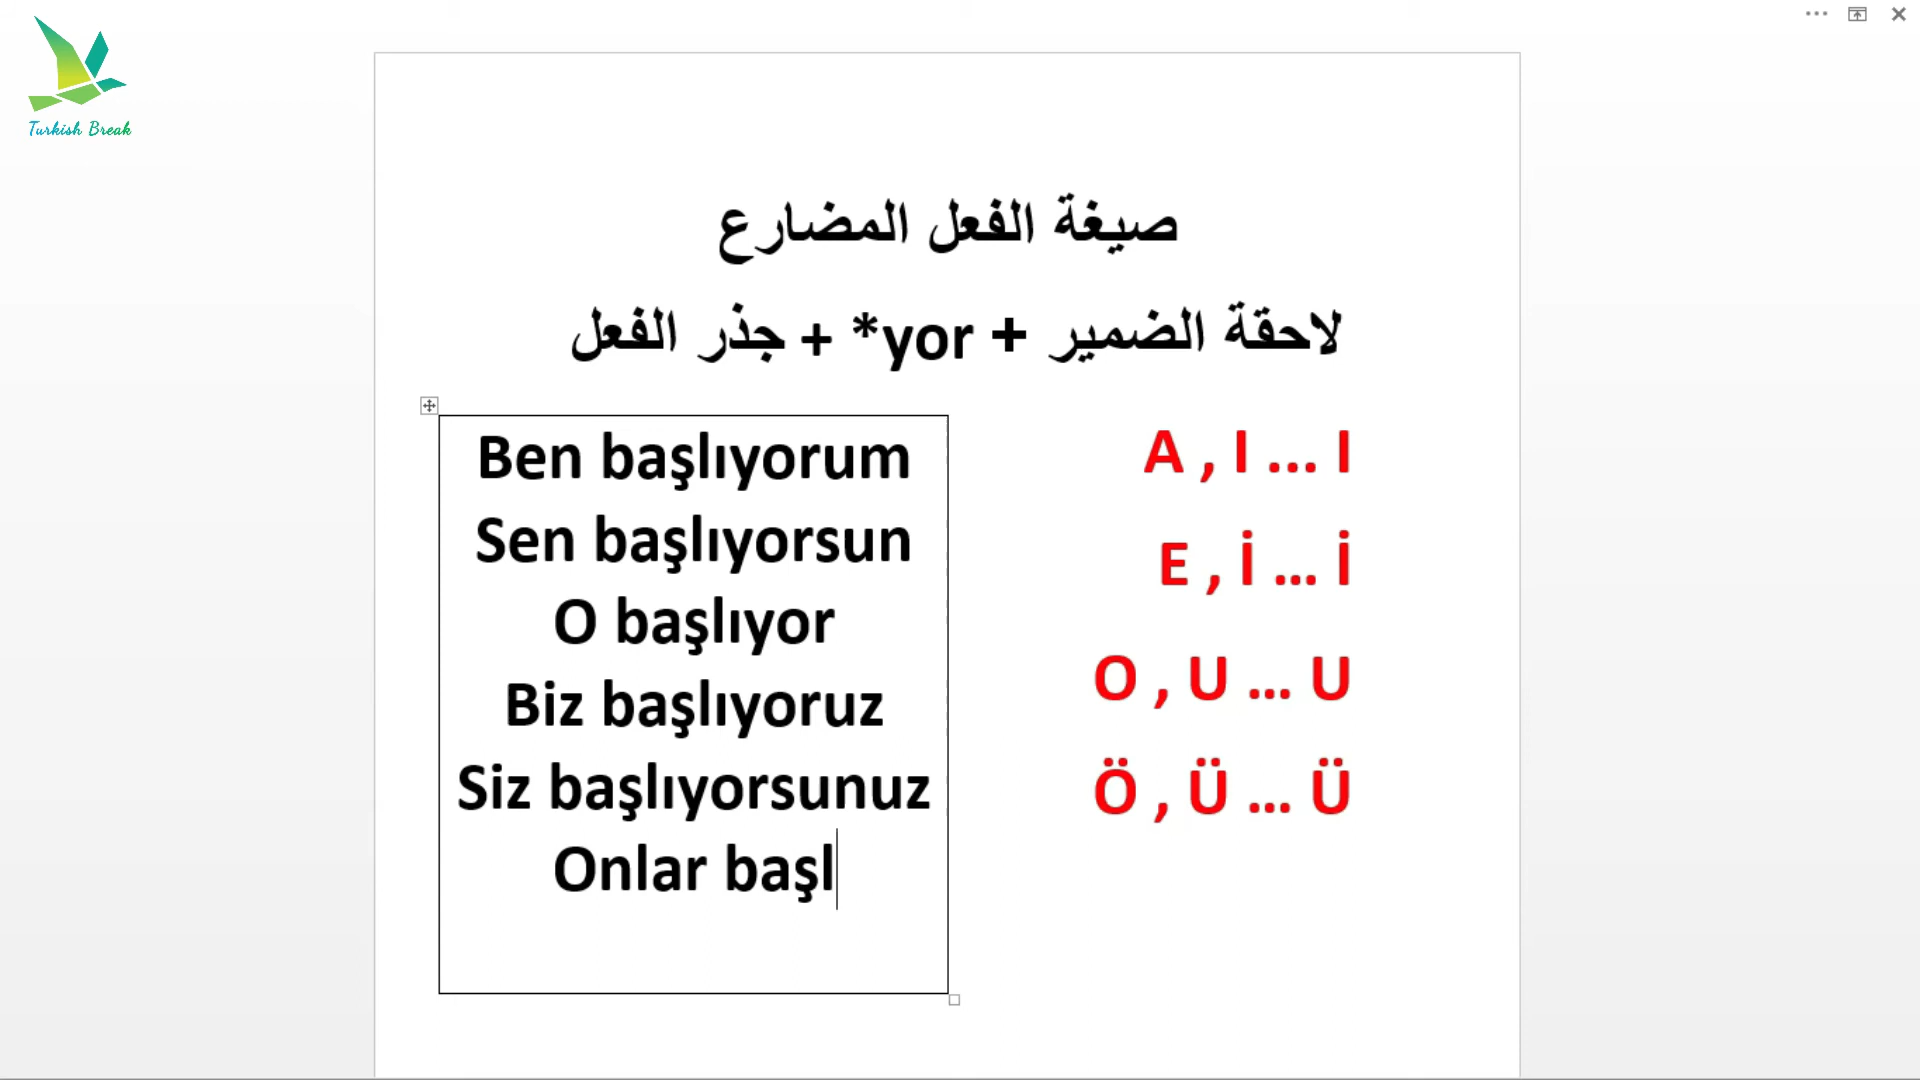 Turkish Break
صيغة الفعل المضارع
جذر الفعل + *yor + لاحقة الضمير
Ben başlıyorum
Sen başlıyorsun
O başlıyor
Biz başlıyoruz
Siz başlıyorsunuz
Onlar başl
A , I ... I
E , İ ... İ
O , U ... U
Ö , Ü ... Ü